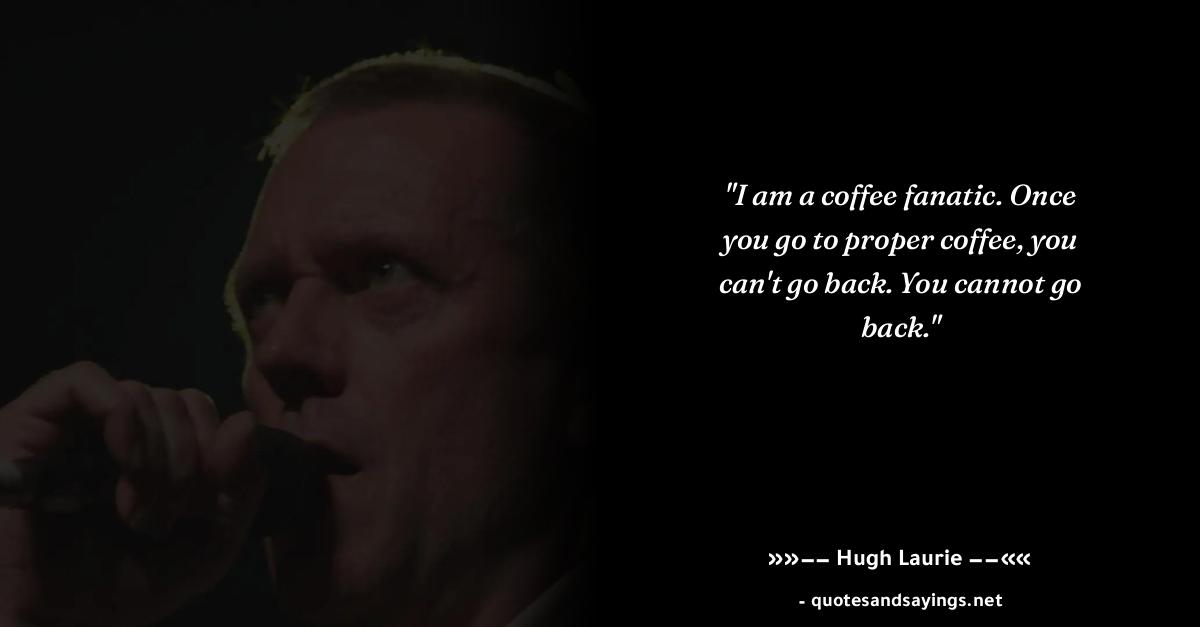 "I am a coffee fanatic. Once
you go to proper coffee, you
can't go back. You cannot go
back."
»»–– Hugh Laurie ––««
- quotesandsayings.net